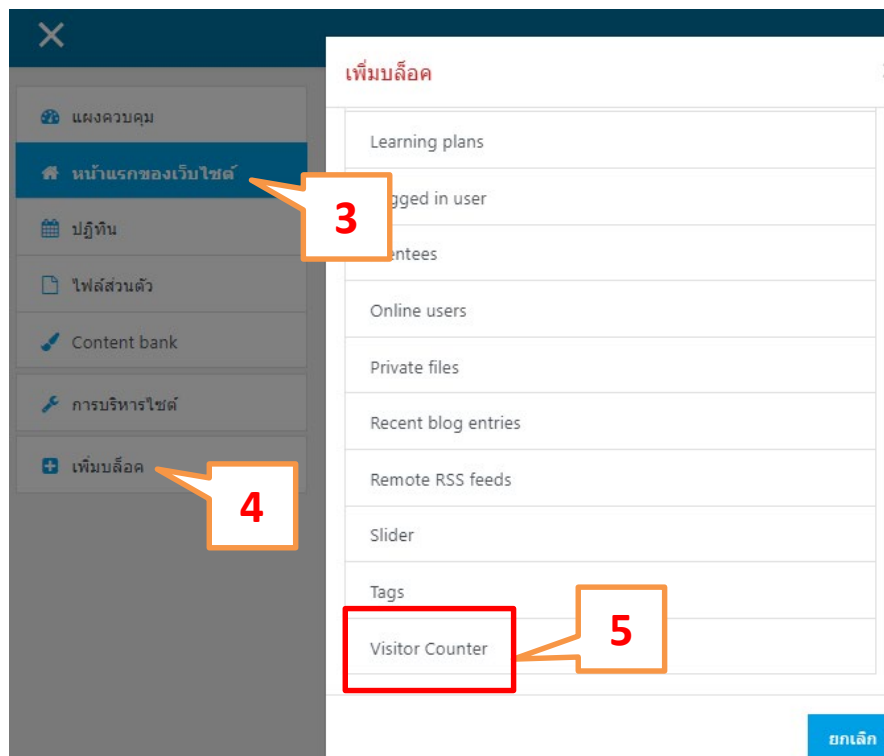 เพิ่มบล็อค
แผงควบคุม
หน้าแรกของเว็บไซต์
3
ปฏิทิน
ไฟล์ส่วนตัว
Content bank
การบริหารไซต์
เพิ่มบล็อค
4
Learning plans
in user
Online users
Private files
Recent blog entries
Remote RSS feeds
Slider
Tags
Visitor Counter
5
ยกเลิก